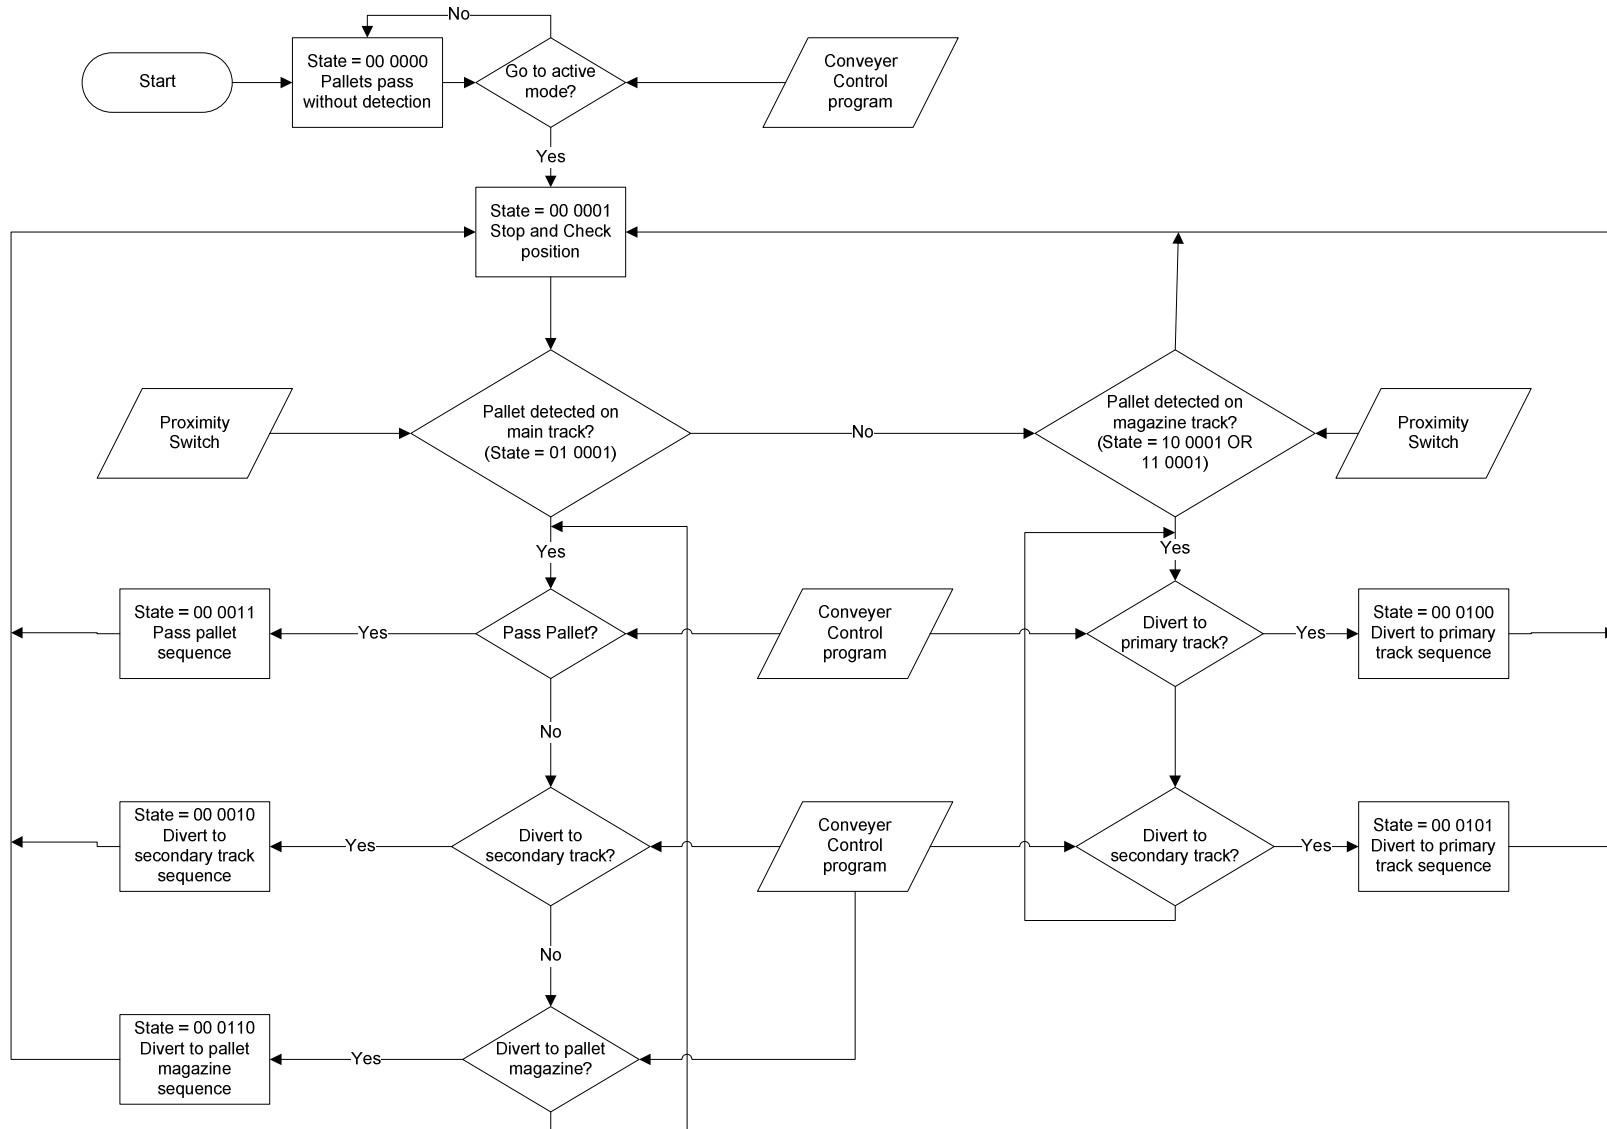 No
Start
State = 00 0000
Pallets pass
without detection
Go to active
mode?
Conveyer
Control
program
Yes
State = 00 0001
Stop and Check
position
Proximity
Switch
Pallet detected on
main track?
(State = 01 0001)
No
Pallet detected on
magazine track?
(State = 10 0001 OR
11 0001)
Proximity
Switch
Yes
Yes
State = 00 0011
Pass pallet
sequence
Yes
Pass Pallet?
Conveyer
Control
program
Divert to
primary track?
Yes
State = 00 0100
Divert to primary
track sequence
No
State = 00 0010
Divert to
secondary track
sequence
Yes
Divert to
secondary track?
Conveyer
Control
program
Divert to
secondary track?
Yes
State = 00 0101
Divert to primary
track sequence
No
State = 00 0110
Divert to pallet
magazine
sequence
Yes
Divert to pallet
magazine?